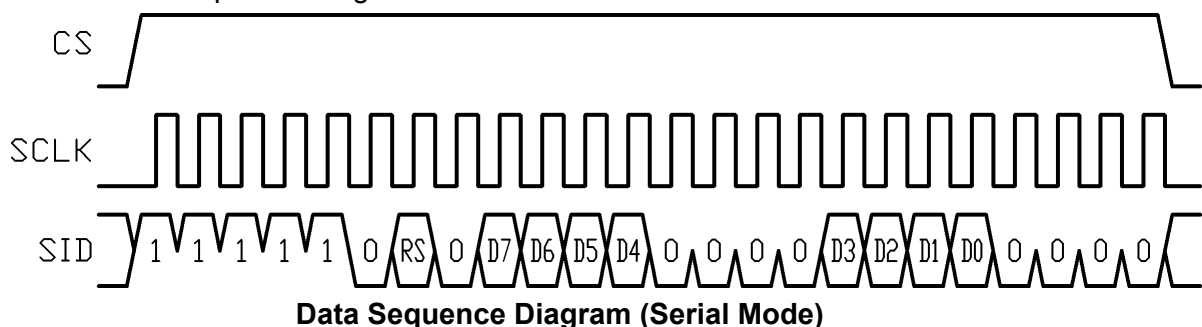 CS
SCLK
SID 1 1 1 1 1 0 RS 0 D7 D6 D5 D4 0 0 0 0 D3 D2 D1 D0 0 0 0 0
Data Sequence Diagram (Serial Mode)